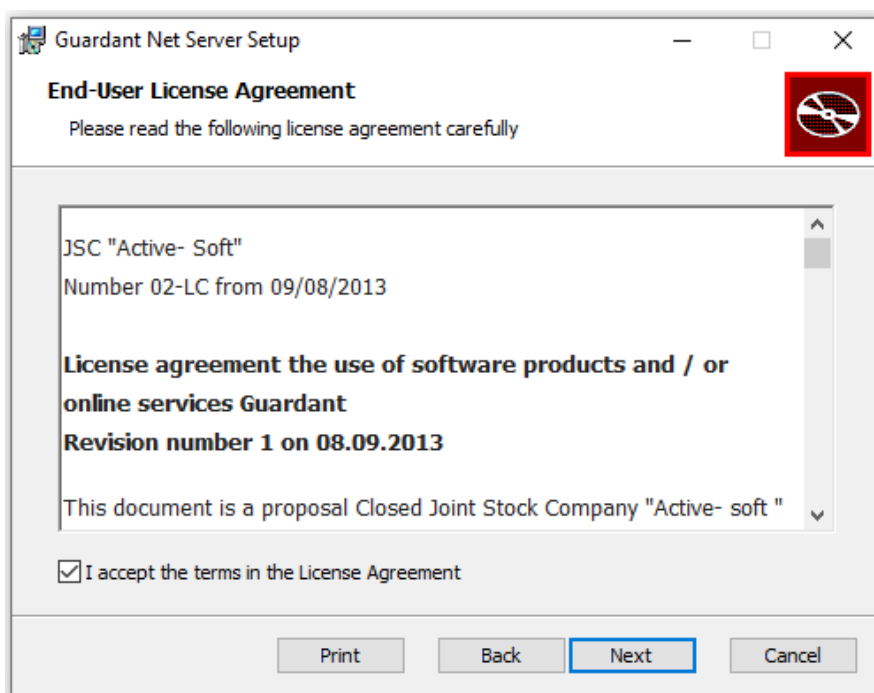 Guardant Net Server Setup
End-User License Agreement
Please read the following license agreement carefully
JSC "Active- Soft"
Number 02-LC from 09/08/2013
License agreement the use of software products and / or
online services Guardant
Revision number 1 on 08.09.2013
This document is a proposal Closed Joint Stock Company "Active- soft "
I accept the terms in the License Agreement
Print Back Next Cancel